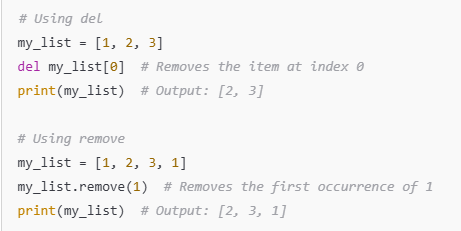 # Using del
my_list = [1, 2, 3]
del my_list[0]  # Removes the item at index 0
print(my_list)  # Output: [2, 3]
# Using remove
my_list = [1, 2, 3, 1]
my_list.remove(1)  # Removes the first occurrence of 1
print(my_list)  # Output: [2, 3, 1]